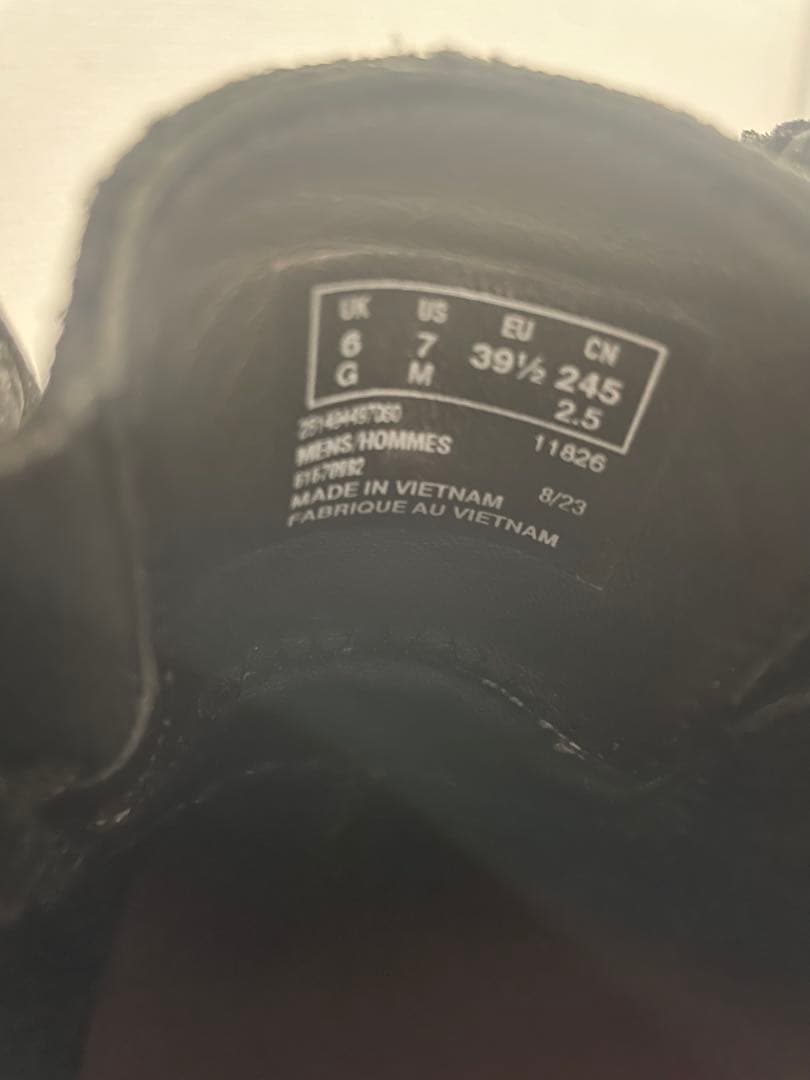 UK US EU CN
6 7 39½ 245
G M 2.5
MENS/HOMMES 11826
MADE IN VIETNAM 8/23
FABRIQUE AU VIETNAM